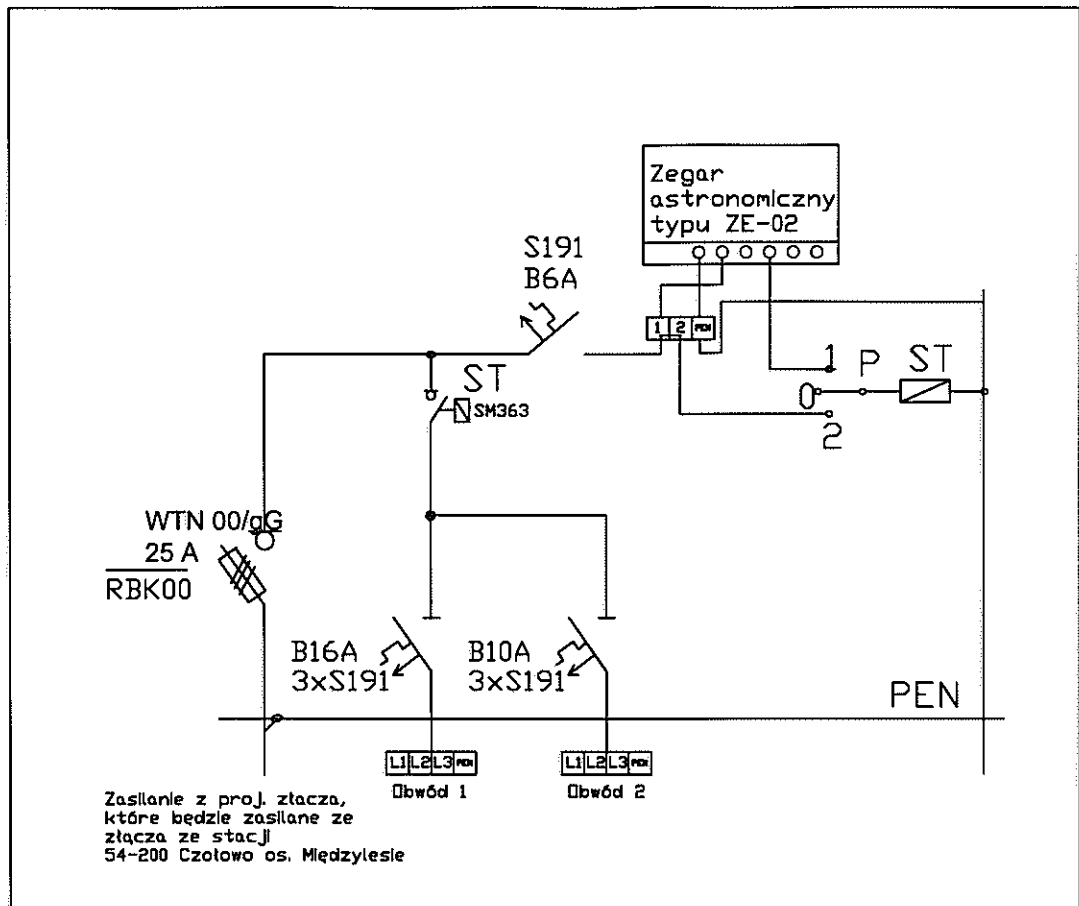 Zegar
astronomiczny
typu ZE-02
S191
B6A
1 2 PEN
ST
SM363
1
P
ST
2
WTN 00/gG
25 A
RBK00
B16A
3xS191
B10A
3xS191
PEN
L1 L2 L3 PEN
Obwód 1
L1 L2 L3 PEN
Obwód 2
Zasilanie z proj. złącza,
które będzie zasilane ze
złącza ze stacji
54-200 Czołowo os. Międzylesie